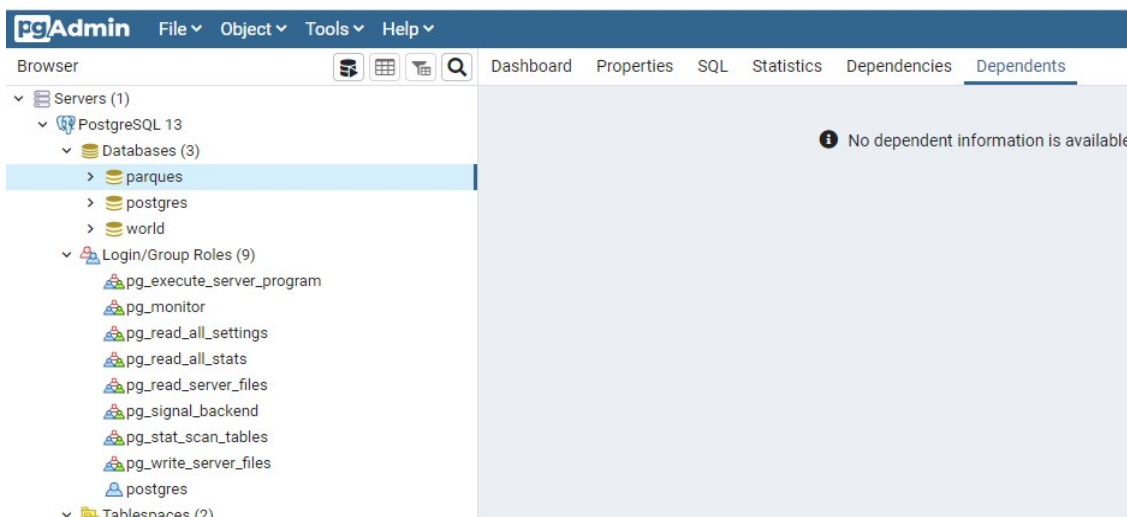 pgAdmin File Object Tools Help
Browser Dashboard Properties SQL Statistics Dependencies Dependents
Servers (1)
PostgreSQL 13
No dependent information is available
Databases (3)
parques
postgres
world
Login/Group Roles (9)
pg_execute_server_program
pg_monitor
pg_read_all_settings
pg_read_all_stats
pg_read_server_files
pg_signal_backend
pg_stat_scan_tables
pg_write_server_files
postgres
Tablespaces (2)